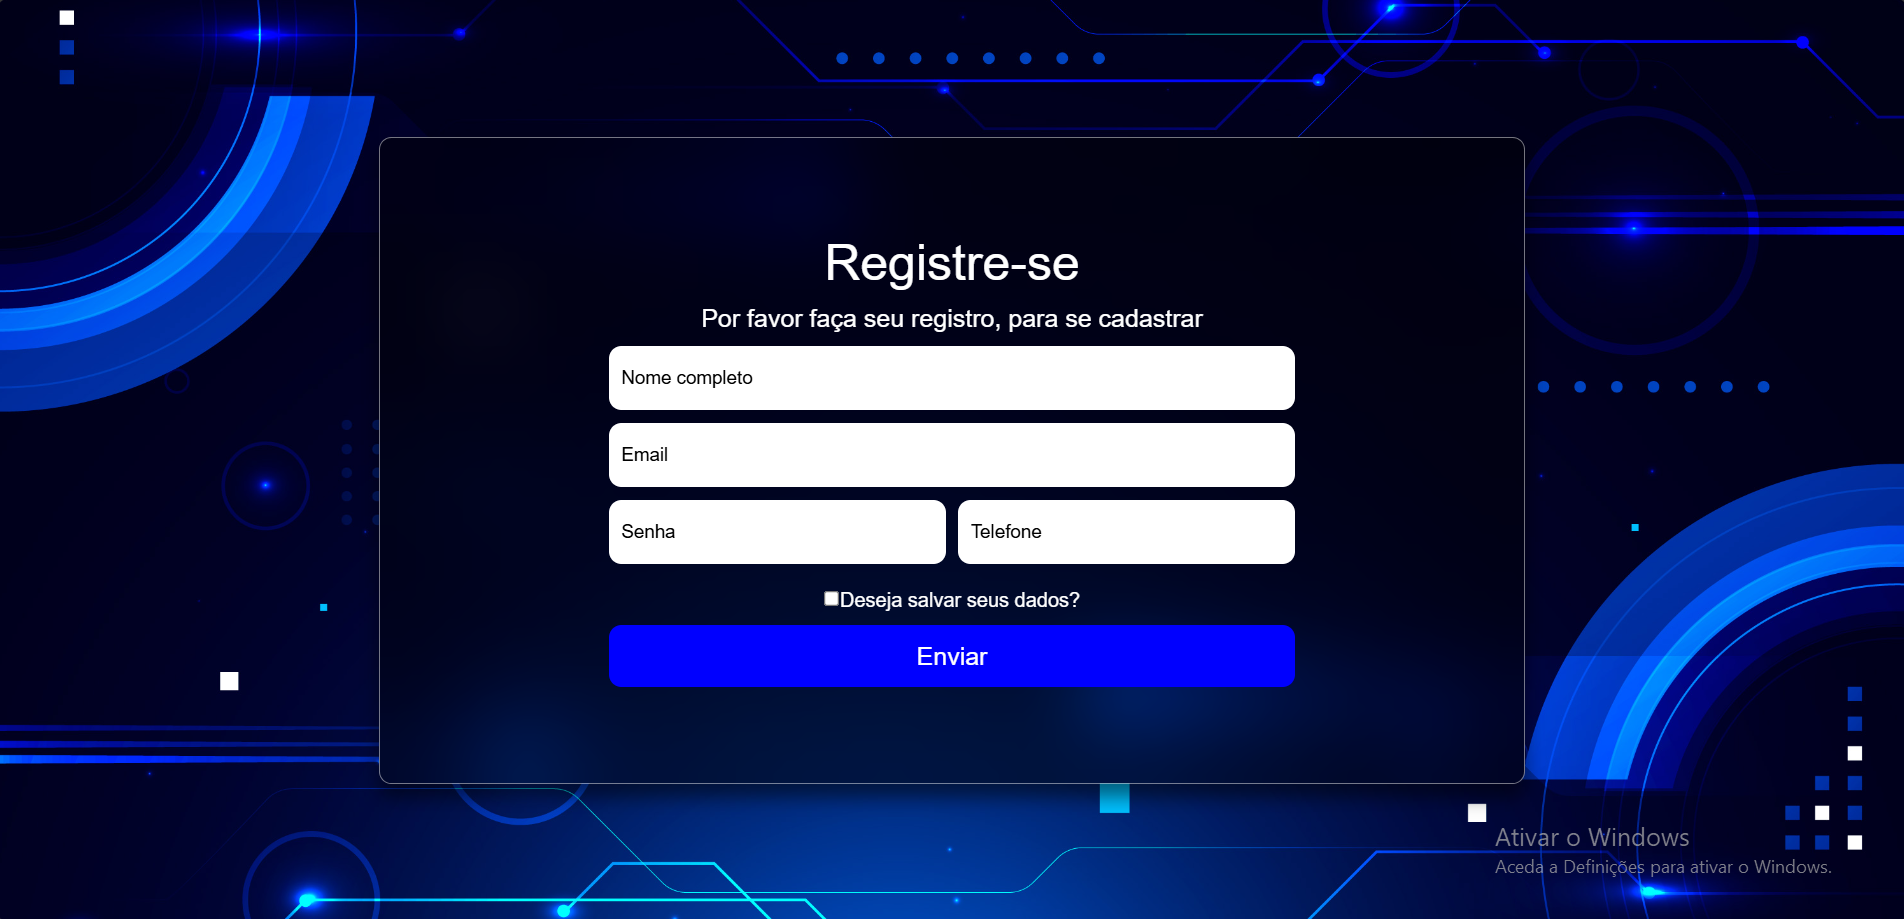 Registre-se
Por favor faça seu registro, para se cadastrar
Nome completo
Email
Senha
Telefone
Deseja salvar seus dados?
Enviar
Ativar o Windows
Aceda a Definições para ativar o Windows.